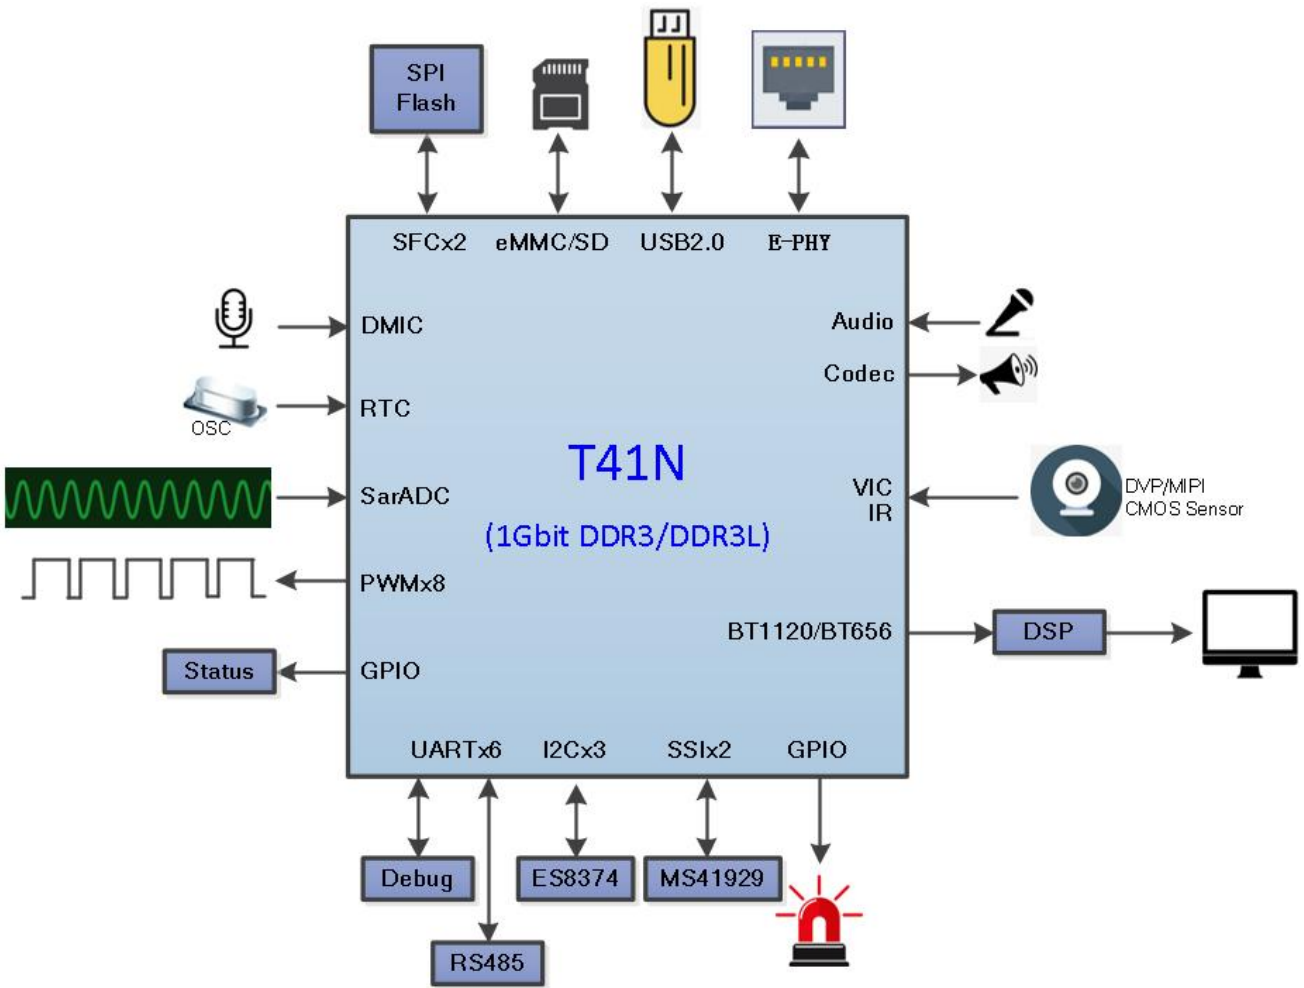 SPI
Flash
SFCx2 eMMC/SD USB2.0 E-PHY
DMIC
Audio
Codec
RTC
OSC
T41N
(1Gbit DDR3/DDR3L)
SarADC
VIC
IR
DVP/MIPI
CMOS Sensor
PWMx8
BT1120/BT656
DSP
GPIO
Status
UARTx6 I2Cx3 SSIx2 GPIO
Debug
ES8374
MS41929
RS485